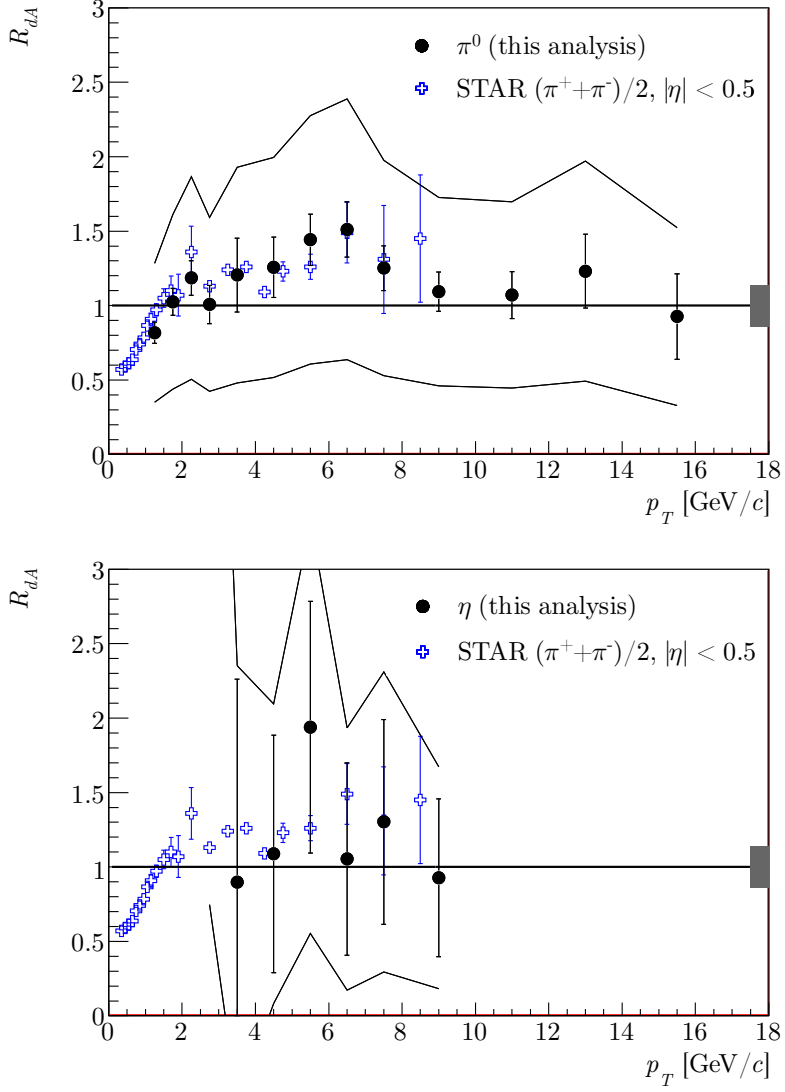 R_dA
3
π⁰ (this analysis)
2.5
STAR (π⁺+π⁻)/2, |η| < 0.5
2
1.5
1
0.5
0
0 2 4 6 8 10 12 14 16 18
p_T [GeV/c]
R_dA
3
η (this analysis)
2.5
STAR (π⁺+π⁻)/2, |η| < 0.5
2
1.5
1
0.5
0
0 2 4 6 8 10 12 14 16 18
p_T [GeV/c]